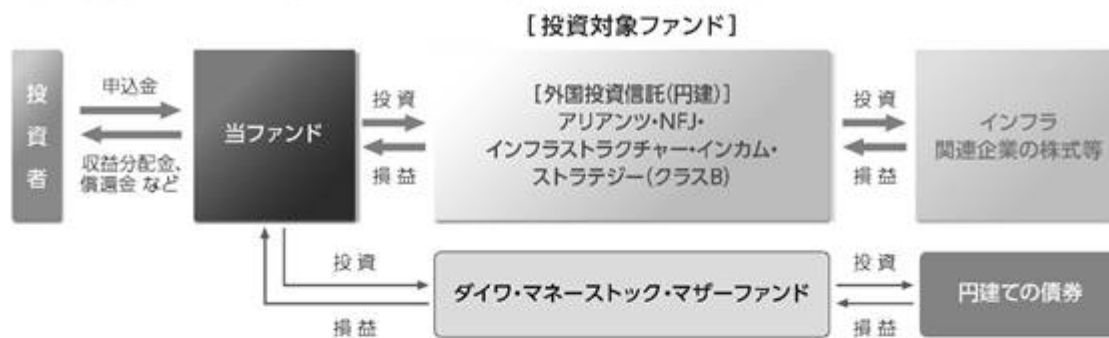 [投資対象ファンド]
投資者
申込金
収益分配金、
償還金 など
当ファンド
投資
損益
[外国投資信託(円建)]
アリアンツ・NFJ・
インフラストラクチャー・インカム・
ストラテジー(クラスB)
投資
損益
インフラ
関連企業の株式等
投資
損益
ダイワ・マネーストック・マザーファンド
投資
損益
円建ての債券